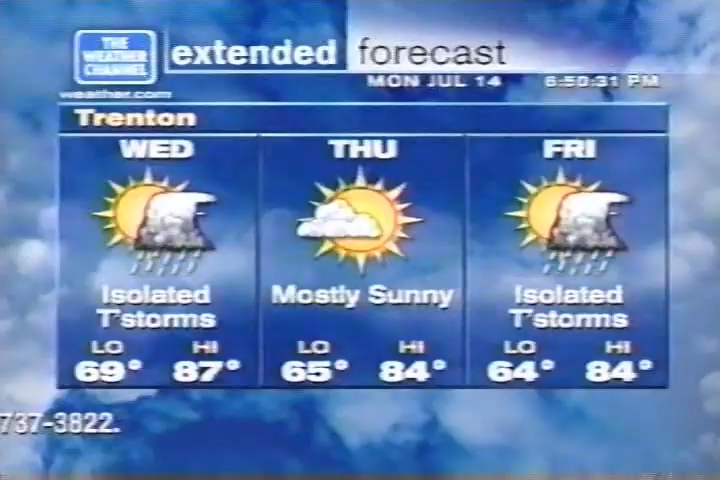 THE
WEATHER
CHANNEL
weather.com
extended forecast
MON JUL 14 6:50:31 PM
Trenton
WED THU FRI
Isolated T'storms Mostly Sunny Isolated T'storms
LO HI LO HI LO HI
69° 87° 65° 84° 64° 84°
737-3822.